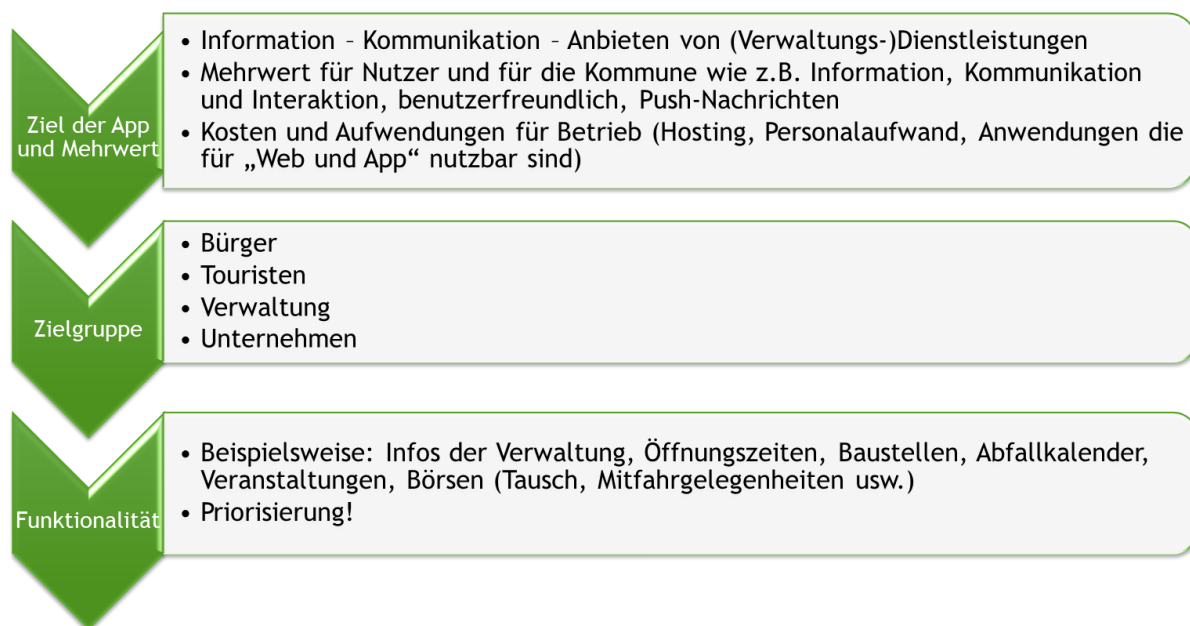 Ziel der App
und Mehrwert
• Information – Kommunikation – Anbieten von (Verwaltungs-)Dienstleistungen
• Mehrwert für Nutzer und für die Kommune wie z.B. Information, Kommunikation
und Interaktion, benutzerfreundlich, Push-Nachrichten
• Kosten und Aufwendungen für Betrieb (Hosting, Personalaufwand, Anwendungen die
für „Web und App“ nutzbar sind)
Zielgruppe
• Bürger
• Touristen
• Verwaltung
• Unternehmen
Funktionalität
• Beispielsweise: Infos der Verwaltung, Öffnungszeiten, Baustellen, Abfallkalender,
Veranstaltungen, Börsen (Tausch, Mitfahrgelegenheiten usw.)
• Priorisierung!